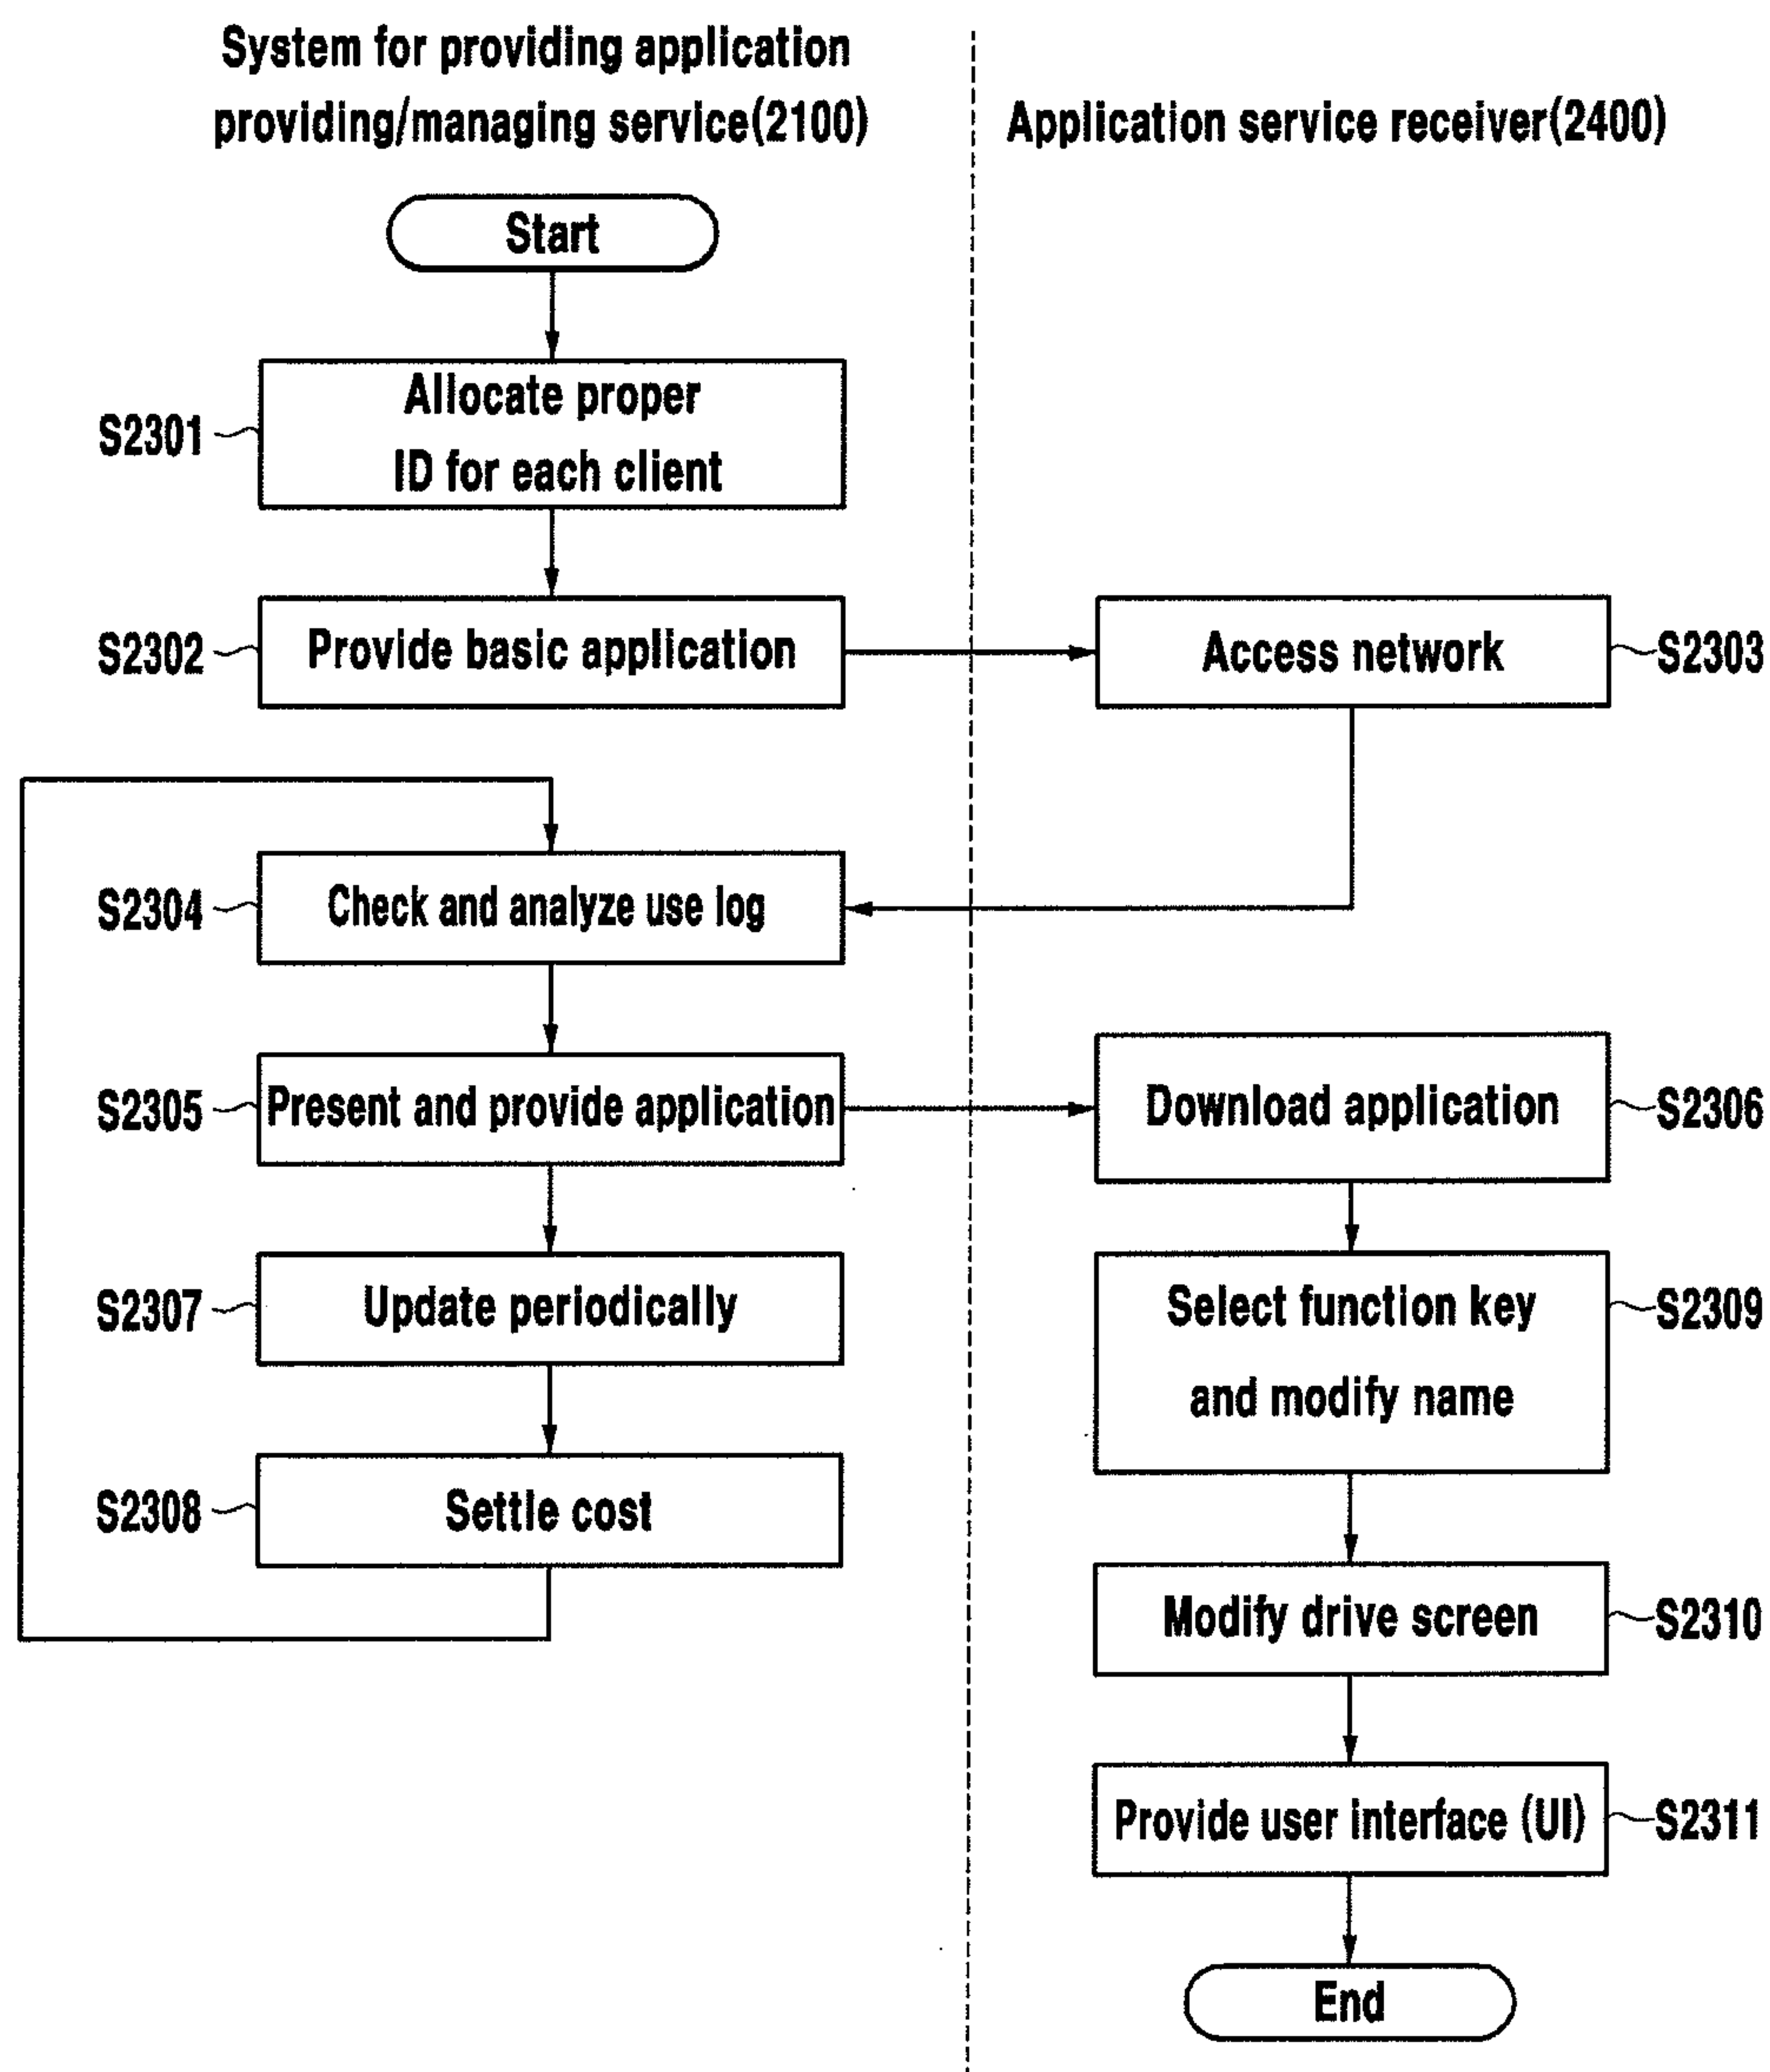 System for providing application
providing/managing service(2100)
Application service receiver(2400)
Start
Allocate proper
ID for each client
S2301
Provide basic application
S2302
Access network
S2303
Check and analyze use log
S2304
Present and provide application
S2305
Download application
S2306
Update periodically
S2307
Select function key
and modify name
S2309
Settle cost
S2308
Modify drive screen
S2310
Provide user interface (UI)
S2311
End